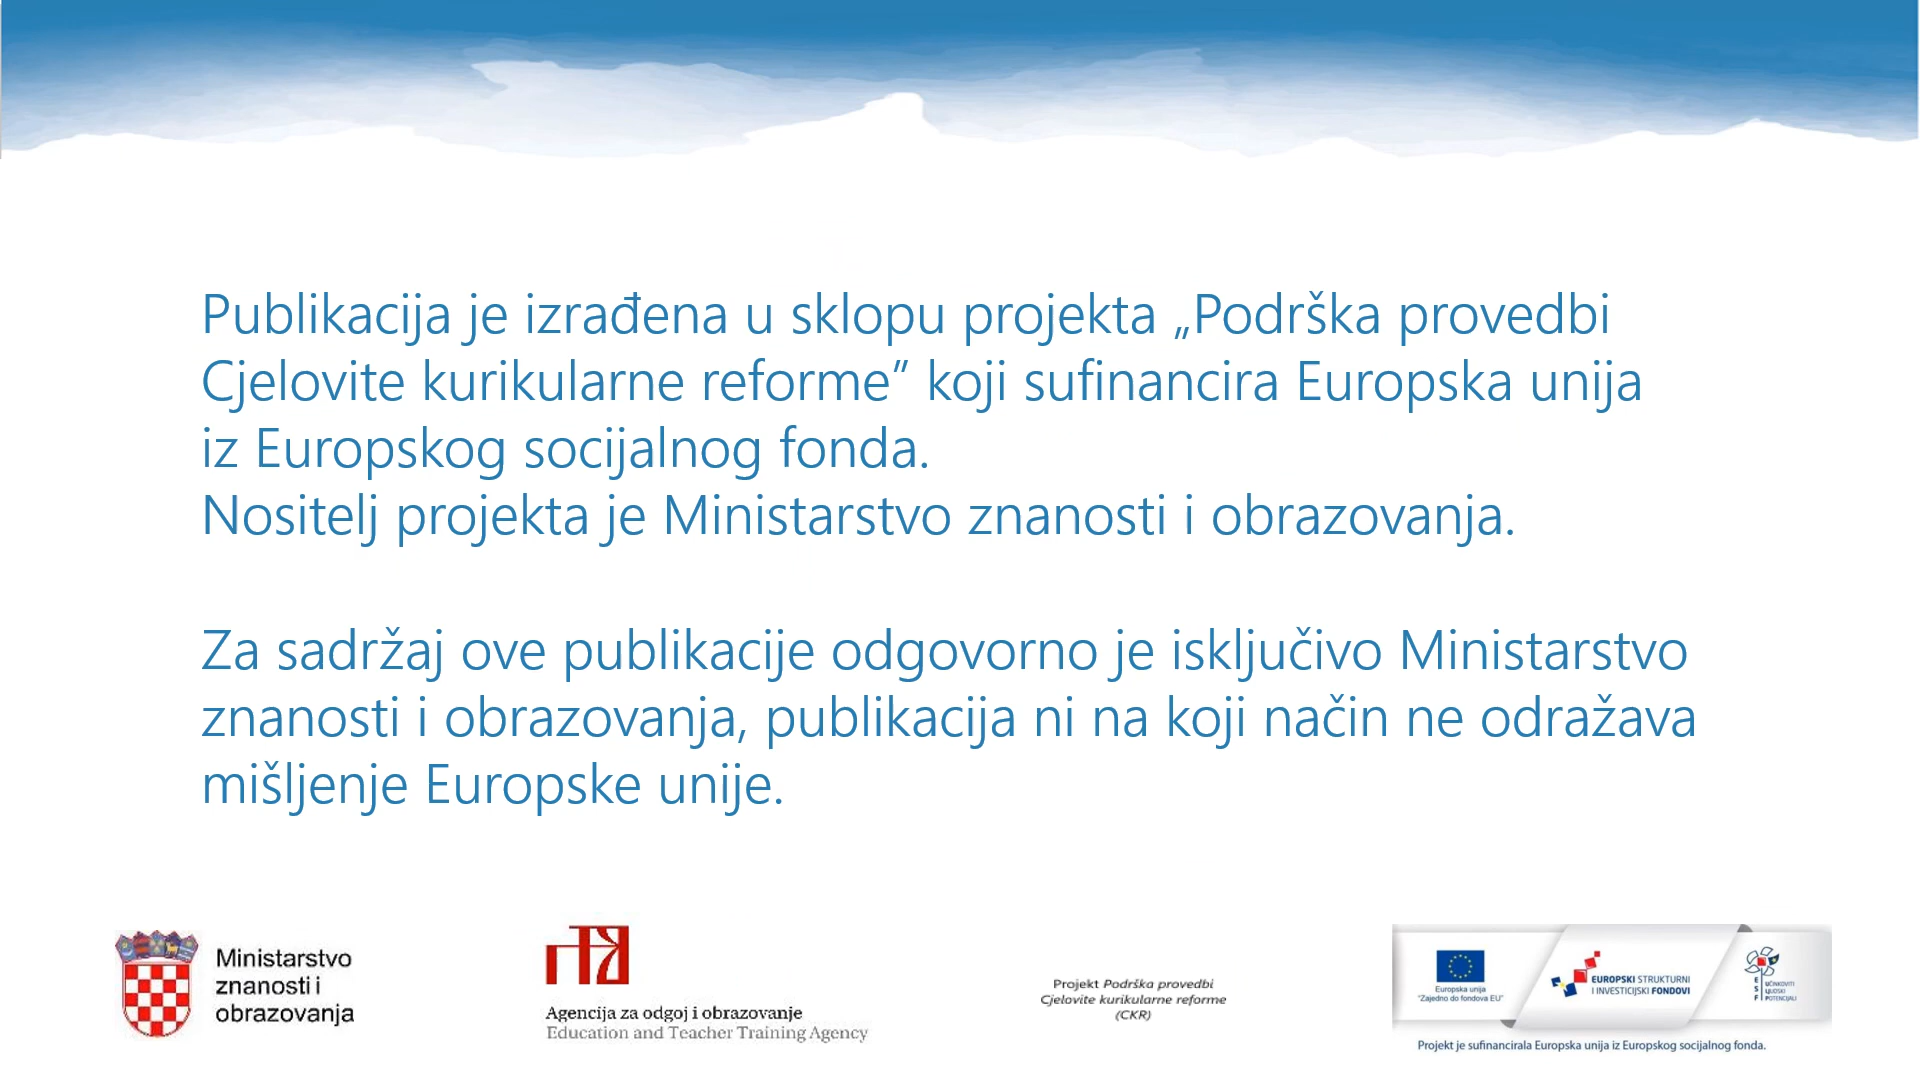 Publikacija je izrađena u sklopu projekta „Podrška provedbi
Cjelovite kurikularne reforme” koji sufinancira Europska unija
iz Europskog socijalnog fonda.
Nositelj projekta je Ministarstvo znanosti i obrazovanja.
Za sadržaj ove publikacije odgovorno je isključivo Ministarstvo
znanosti i obrazovanja, publikacija ni na koji način ne odražava
mišljenje Europske unije.
Ministarstvo
znanosti i
obrazovanja
Agencija za odgoj i obrazovanje
Education and Teacher Training Agency
Projekt Podrška provedbi
Cjelovite kurikularne reforme
(CKR)
Europska unija
"Zajedno do fondova EU"
EUROPSKI STRUKTURNI
I INVESTICIJSKI FONDOVI
ESF
UČINKOVITI
LJUDSKI
POTENCIJALI
Projekt je sufinancirala Europska unija iz Europskog socijalnog fonda.